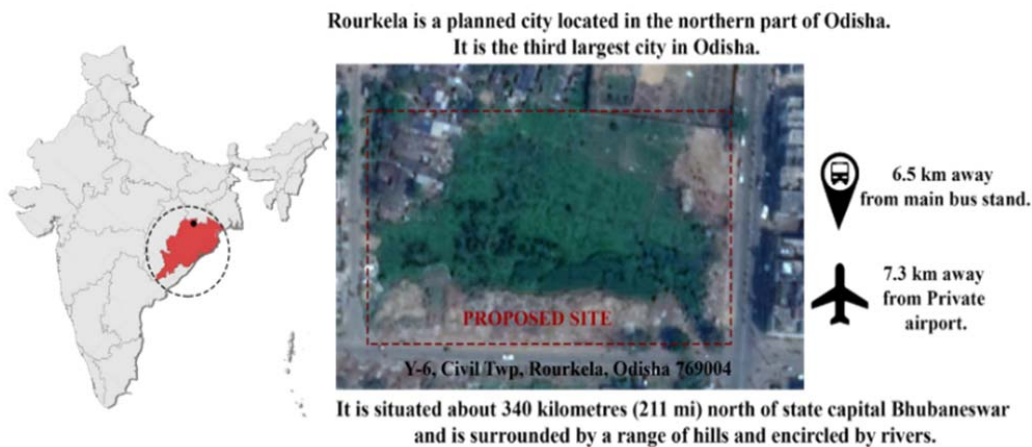 Rourkela is a planned city located in the northern part of Odisha.
It is the third largest city in Odisha.
6.5 km away
from main bus stand.
7.3 km away
from Private
airport.
PROPOSED SITE
Y-6, Civil Twp, Rourkela, Odisha 769004
It is situated about 340 kilometres (211 mi) north of state capital Bhubaneswar
and is surrounded by a range of hills and encircled by rivers.